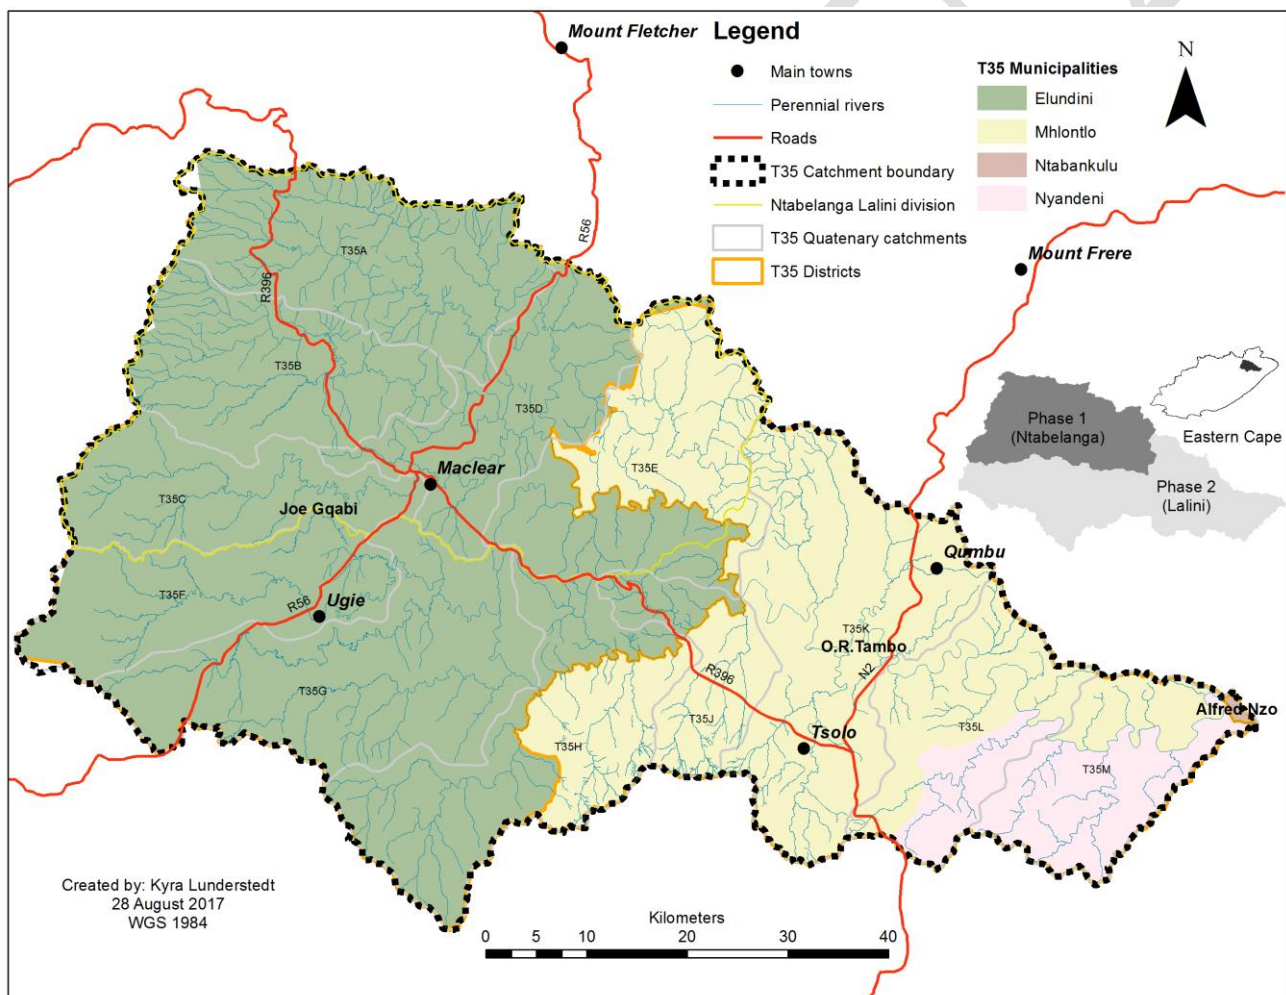 Mount Fletcher
Legend
Main towns
Perennial rivers
Roads
T35 Catchment boundary
Ntabelanga Lalini division
T35 Quatenary catchments
T35 Districts
T35 Municipalities
Elundini
Mhlontlo
Ntabankulu
Nyandeni
N
R56
T35A
R396
Mount Frere
T35B
T35D
Phase 1
(Ntabelanga)
Eastern Cape
Phase 2
(Lalini)
Maclear
T35E
T35C
Joe Gqabi
Qumbu
T35F
R56
Ugie
T35K
O.R.Tambo
N2
R396
T35G
T35J
T35H
Tsolo
T35L
Alfred Nzo
T35M
Created by: Kyra Lunderstedt
28 August 2017
WGS 1984
Kilometers
0 5 10 20 30 40